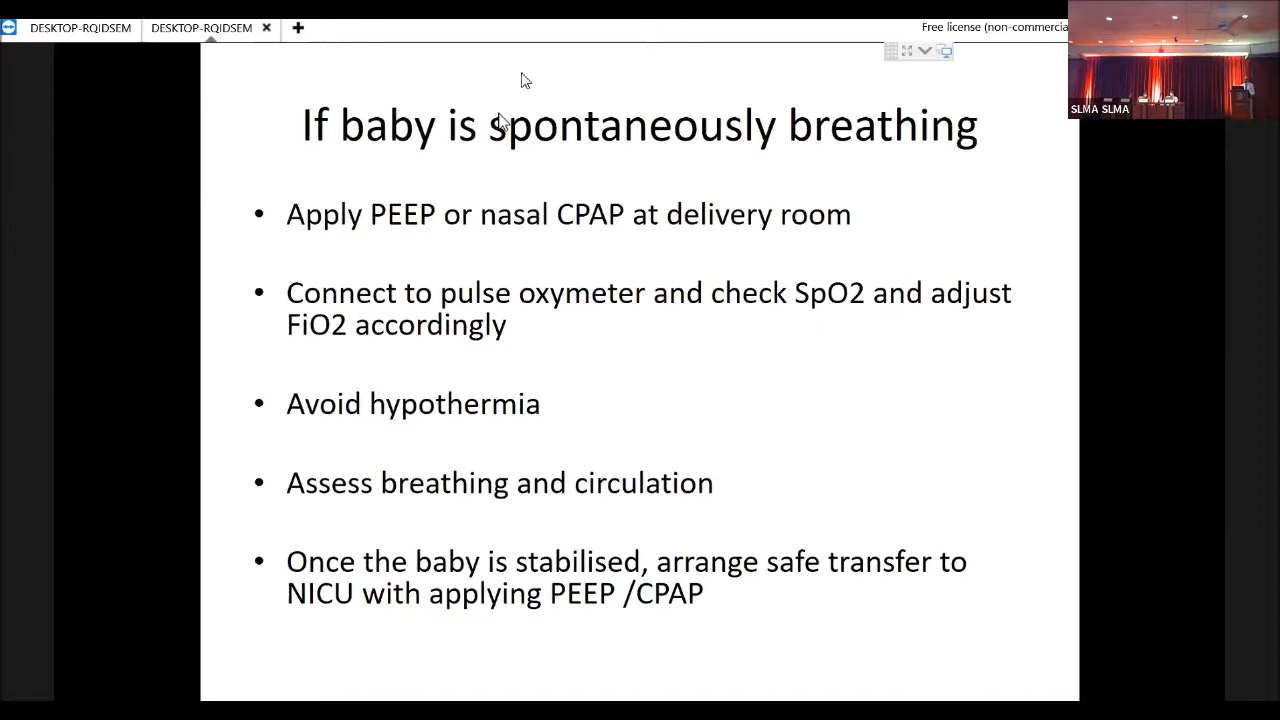 DESKTOP-RQIDSEM
DESKTOP-RQIDSEM
Free license (non-commercia
SLMA SLMA
If baby is spontaneously breathing
• Apply PEEP or nasal CPAP at delivery room
• Connect to pulse oxymeter and check SpO2 and adjust
FiO2 accordingly
• Avoid hypothermia
• Assess breathing and circulation
• Once the baby is stabilised, arrange safe transfer to
NICU with applying PEEP /CPAP